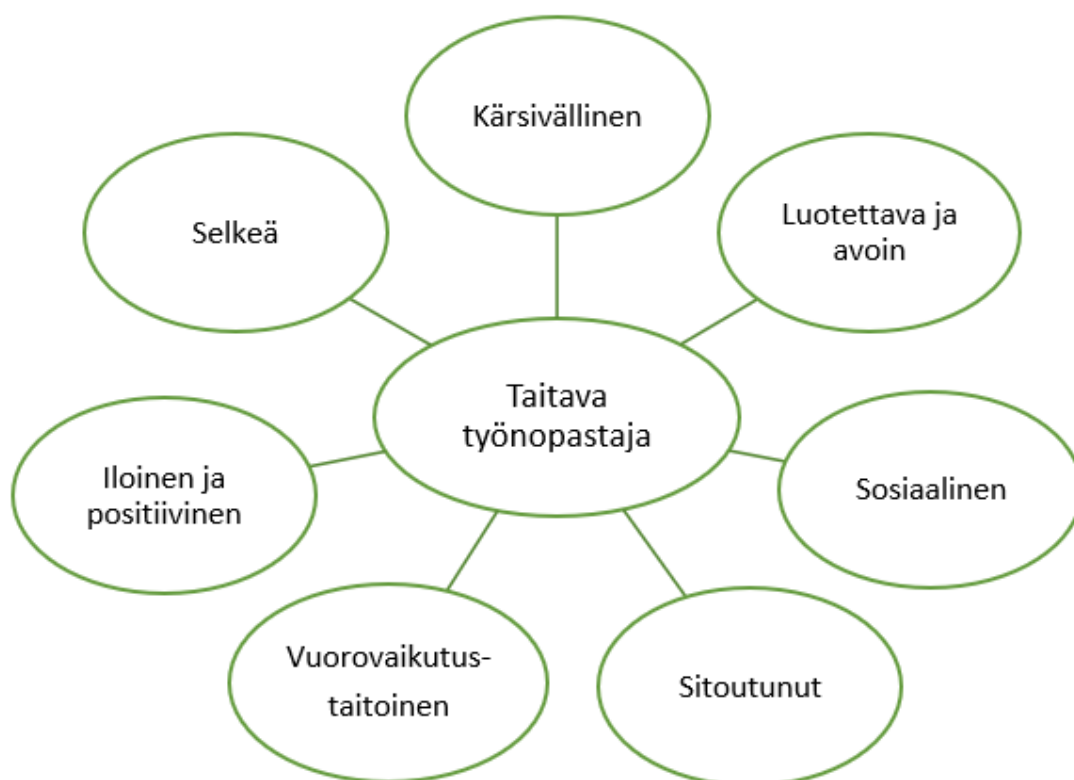 Kärsivällinen
Luotettava ja
avoin
Selkeä
Taitava
työnopastaja
Iloinen ja
positiivinen
Sosiaalinen
Vuorovaikutus-
taitoinen
Sitoutunut